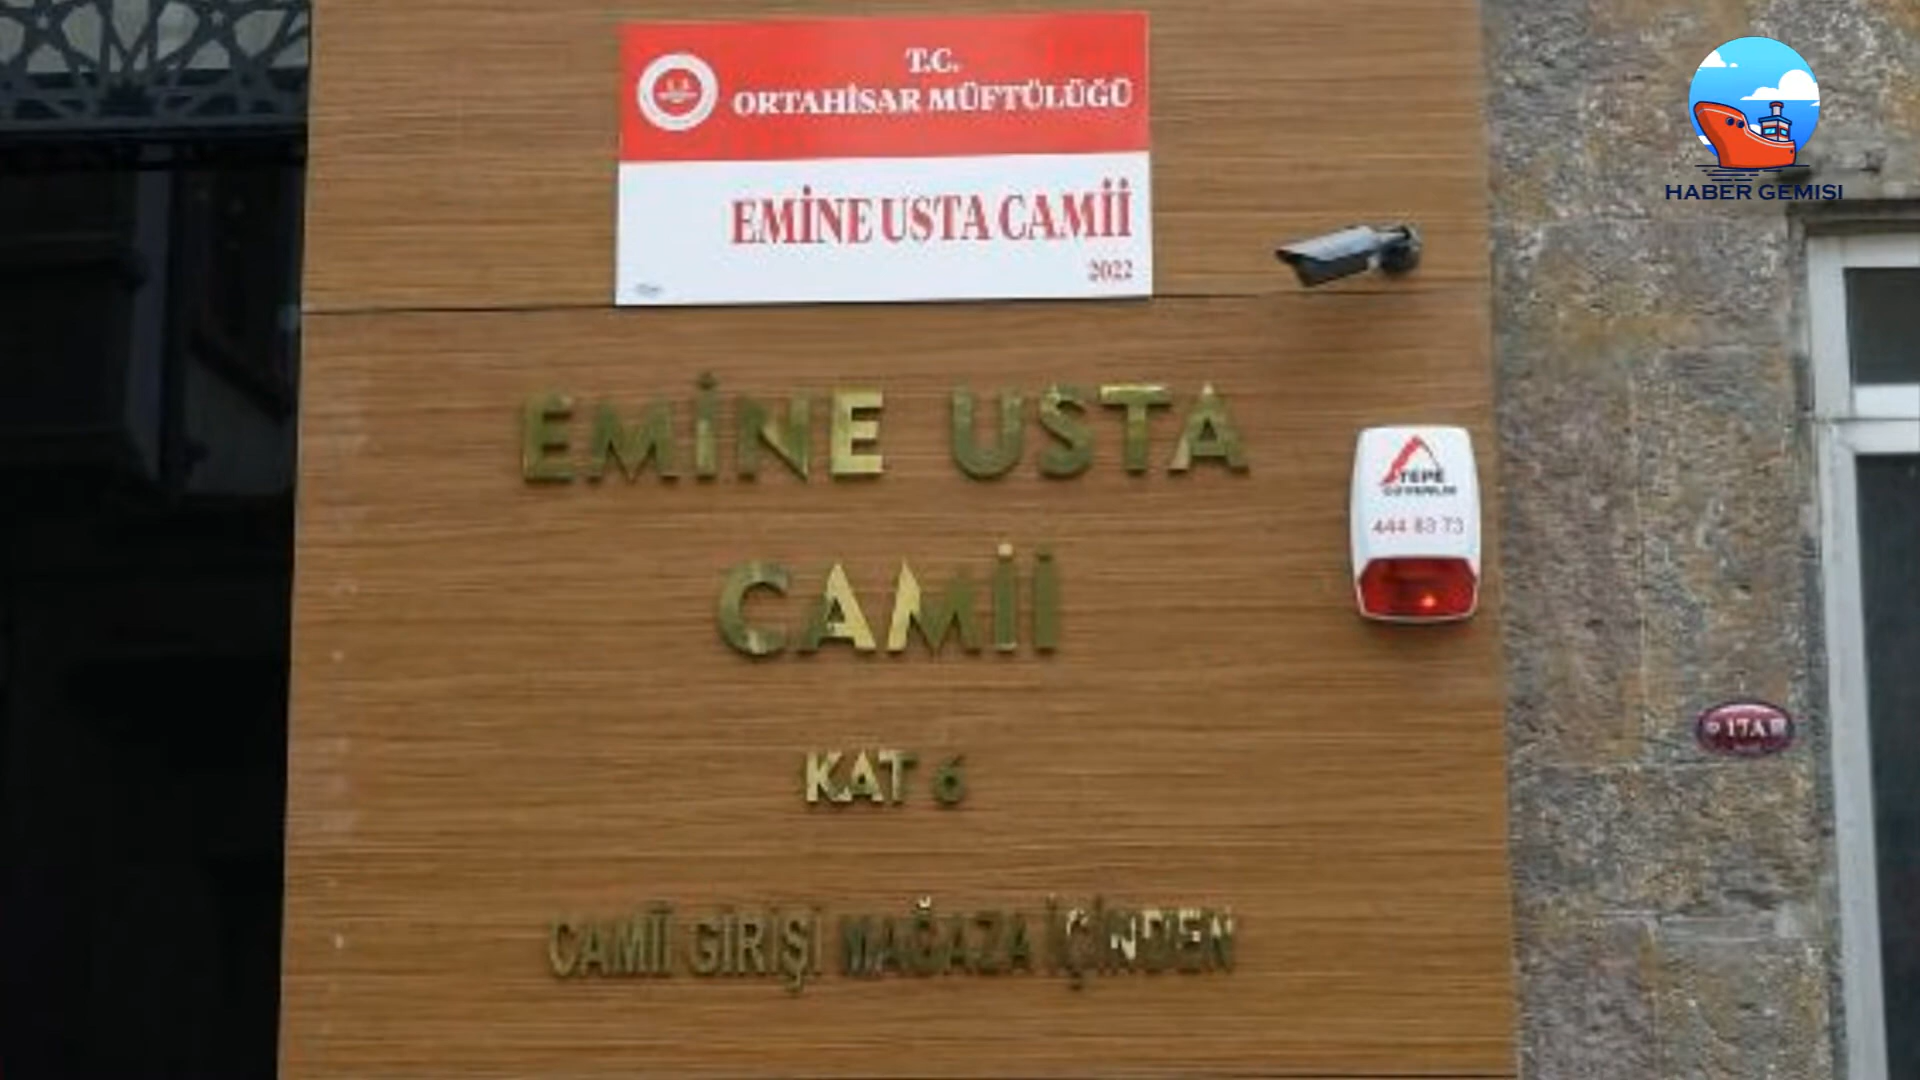 T.C.
ORTAHİSAR MÜFTÜLÜĞÜ
EMİNE USTA CAMİİ
2022
HABER GEMISI
EMİNE USTA
CAMİİ
TEPE
GÜVENLİK
444 83 73
KAT 6
17A
CAMİİ GİRİŞİ MAĞAZA İÇİNDEN